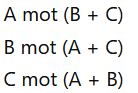 A mot (B + C)
B mot (A + C)
C mot (A + B)